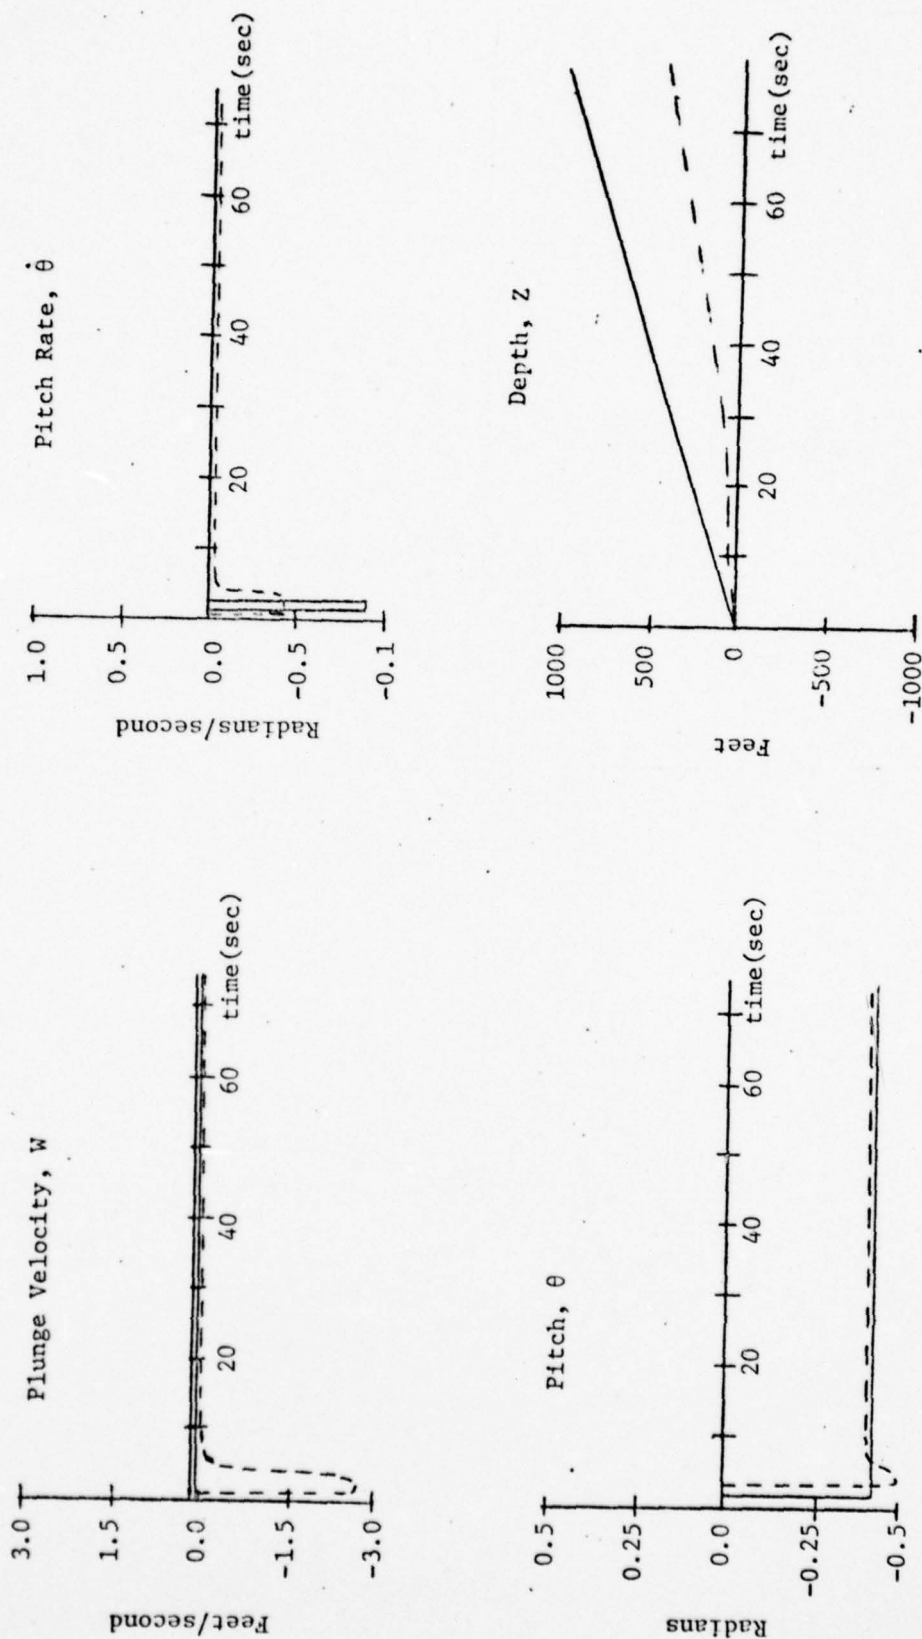 Plunge Velocity, W
Feet/second
3.0
1.5
0.0
-1.5
-3.0
20
40
60
time(sec)
Pitch Rate, θ̇
Radians/second
1.0
0.5
0.0
-0.5
-0.1
20
40
60
time(sec)
Pitch, θ
Radians
0.5
0.25
0.0
-0.25
-0.5
20
40
60
time(sec)
Depth, Z
Feet
1000
500
0
-500
-1000
20
40
60
time(sec)